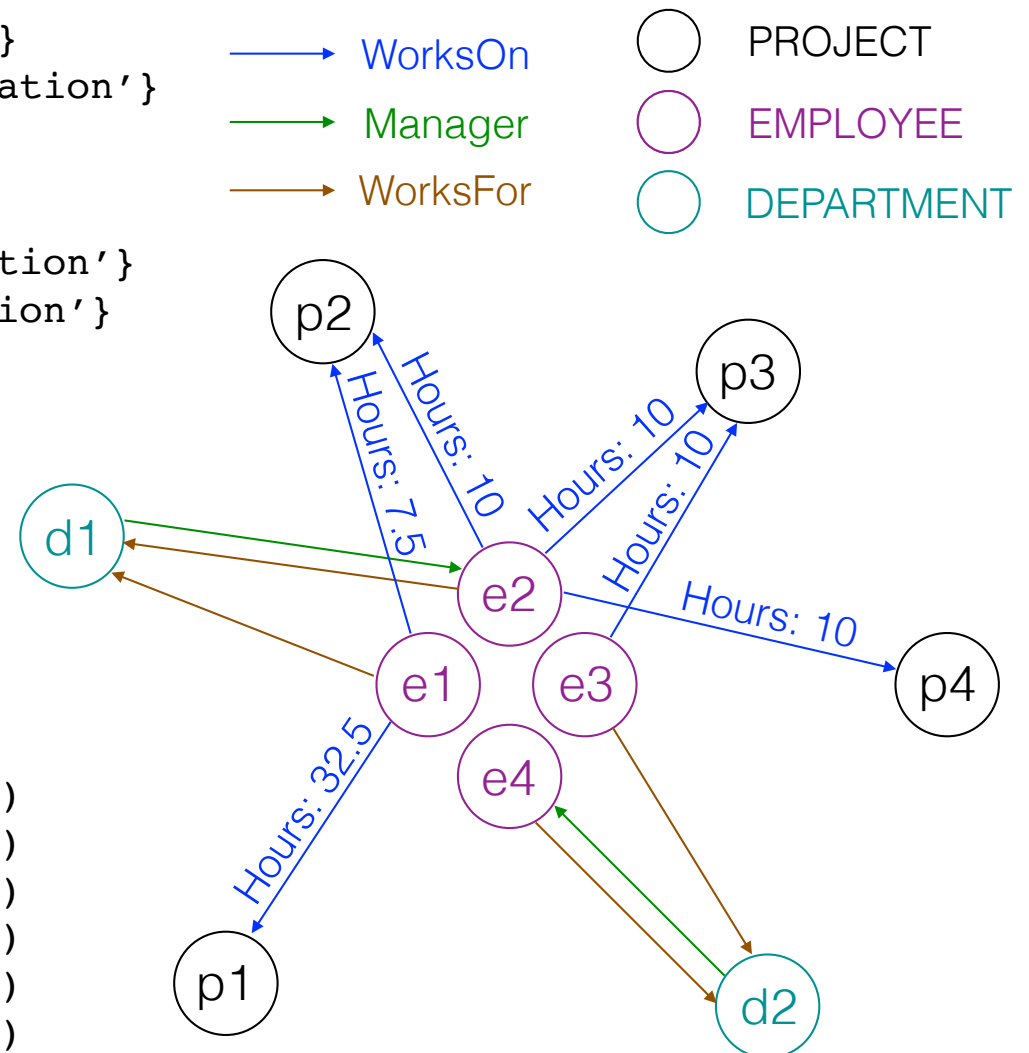 }
WorksOn
PROJECT
ation'}
Manager
EMPLOYEE
WorksFor
DEPARTMENT
tion'}
ion'}
p2
p3
Hours: 7.5
Hours: 10
Hours: 10
Hours: 10
d1
e2
Hours: 10
e1
e3
p4
Hours: 32.5
e4
)
)
)
)
)
)
p1
d2